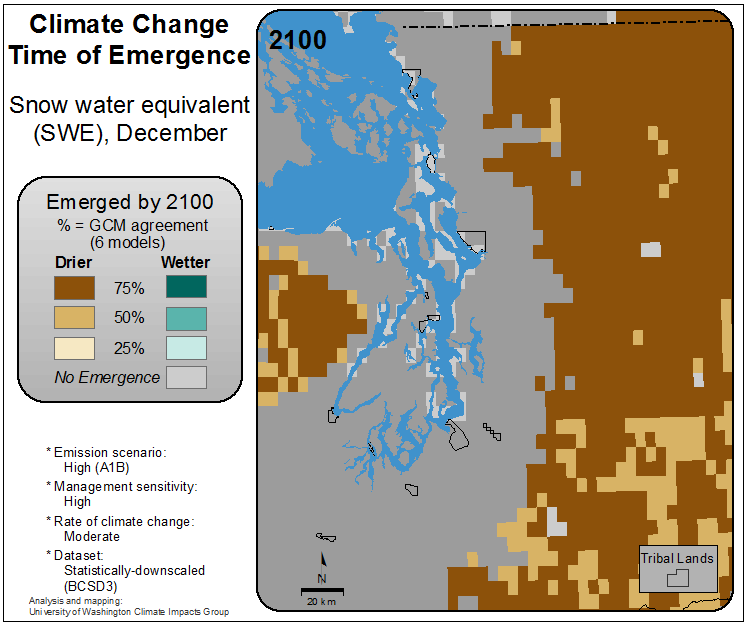 Climate Change
Time of Emergence
Snow water equivalent
(SWE), December
Emerged by 2100
% = GCM agreement
(6 models)
Drier Wetter
75%
50%
25%
No Emergence
* Emission scenario:
High (A1B)
* Management sensitivity:
High
* Rate of climate change:
Moderate
* Dataset:
Statistically-downscaled
(BCSD3)
Analysis and mapping:
University of Washington Climate Impacts Group
2100
N
20 km
Tribal Lands